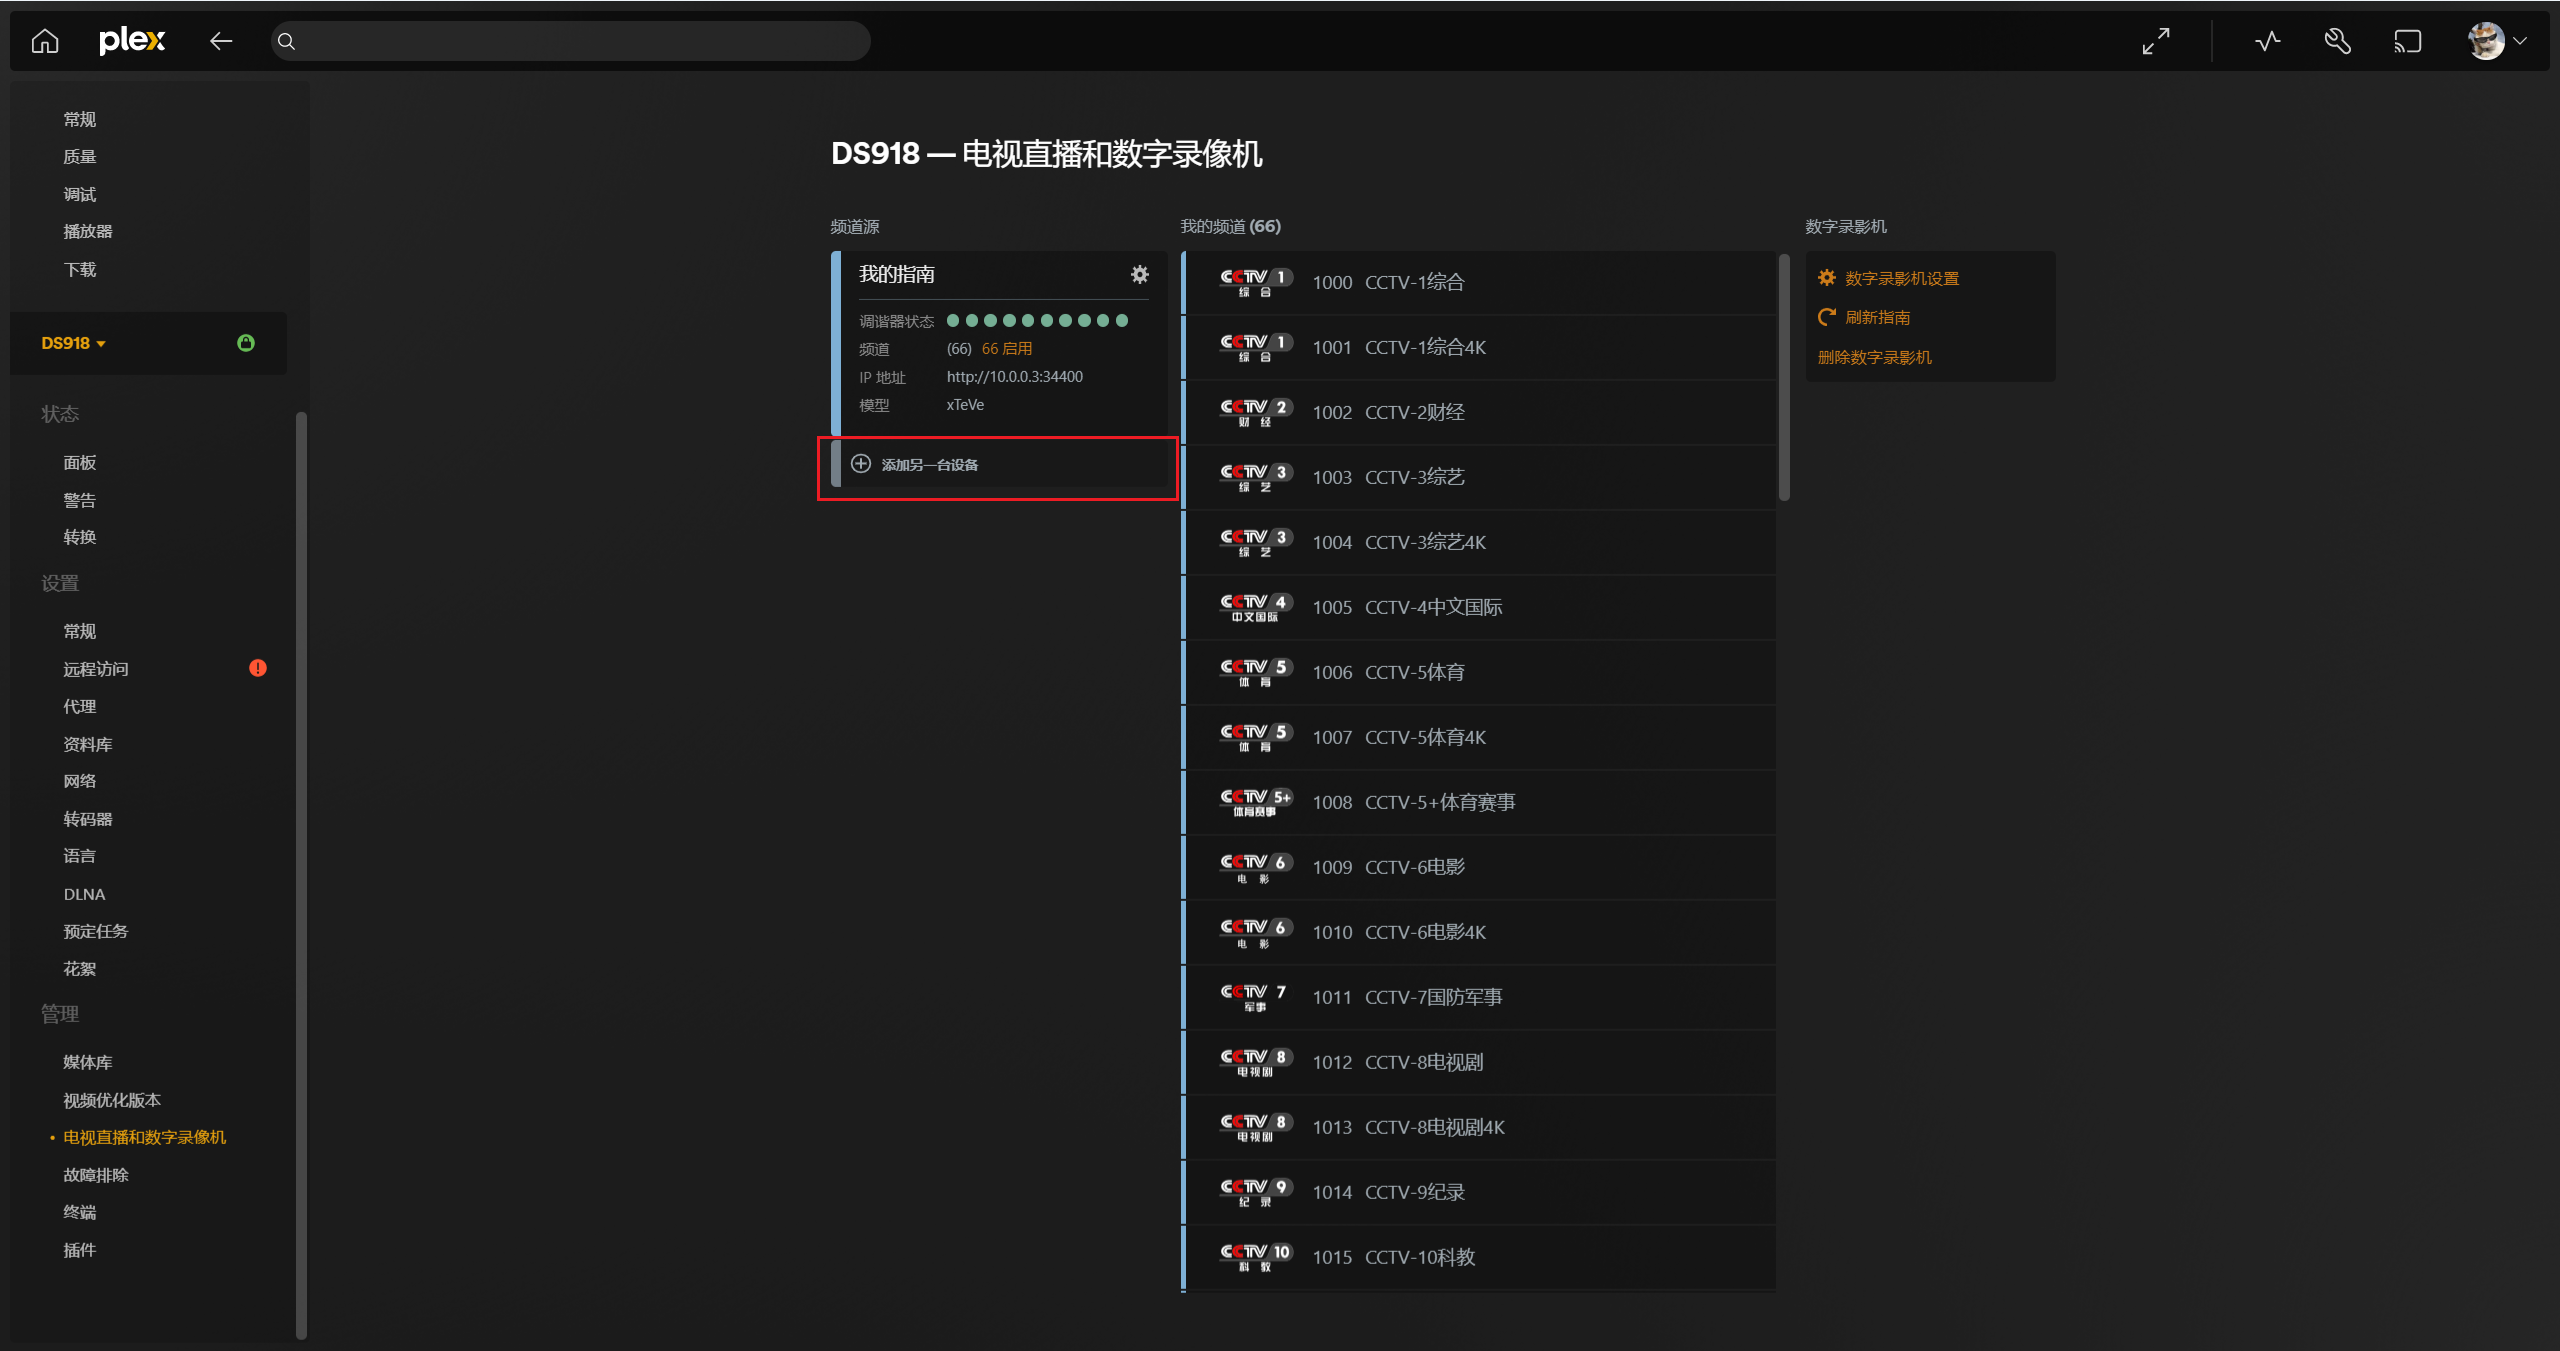 plex
常规
质量
调试
播放器
下载
DS918
状态
面板
警告
转换
设置
常规
远程访问
代理
资料库
网络
转码器
语言
DLNA
预定任务
花絮
管理
媒体库
视频优化版本
电视直播和数字录像机
故障排除
终端
插件
DS918 — 电视直播和数字录像机
频道源
我的指南
调谐器状态
频道 (66) 66 启用
IP 地址 http://10.0.0.3:34400
模型 xTeVe
添加另一台设备
我的频道 (66)
CCTV 1 综合 1000 CCTV-1综合
CCTV 1 综合 1001 CCTV-1综合4K
CCTV 2 财经 1002 CCTV-2财经
CCTV 3 综艺 1003 CCTV-3综艺
CCTV 3 综艺 1004 CCTV-3综艺4K
CCTV 4 中文国际 1005 CCTV-4中文国际
CCTV 5 体育 1006 CCTV-5体育
CCTV 5 体育 1007 CCTV-5体育4K
CCTV 5+ 体育赛事 1008 CCTV-5+体育赛事
CCTV 6 电影 1009 CCTV-6电影
CCTV 6 电影 1010 CCTV-6电影4K
CCTV 7 军事 1011 CCTV-7国防军事
CCTV 8 电视剧 1012 CCTV-8电视剧
CCTV 8 电视剧 1013 CCTV-8电视剧4K
CCTV 9 纪录 1014 CCTV-9纪录
CCTV 10 科教 1015 CCTV-10科教
数字录影机
数字录影机设置
刷新指南
删除数字录影机